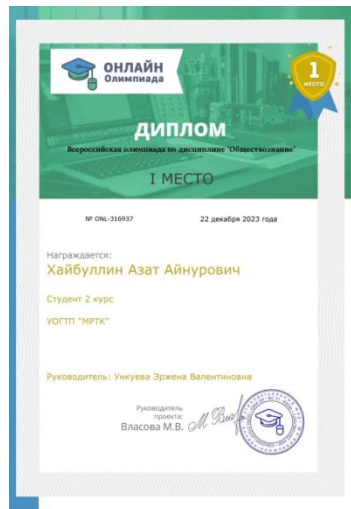 ОНЛАЙН
Олимпиада
1
МЕСТО
ДИПЛОМ
Всероссийская олимпиада по дисциплине "Обществознание"
I МЕСТО
№ ONL-316937 22 декабря 2023 года
Награждается:
Хайбуллин Азат Айнурович
Студент 2 курс
УОГТП "МРТК"
Руководитель: Ункуева Эржена Валентиновна
Руководитель
проекта:
Власова М.В.